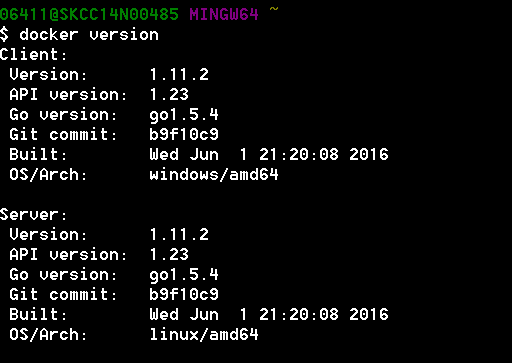 06411@SKCC14N00485 MINGW64 ~
$ docker version
Client:
 Version:      1.11.2
 API version:  1.23
 Go version:   go1.5.4
 Git commit:   b9f10c9
 Built:        Wed Jun  1 21:20:08 2016
 OS/Arch:      windows/amd64

Server:
 Version:      1.11.2
 API version:  1.23
 Go version:   go1.5.4
 Git commit:   b9f10c9
 Built:        Wed Jun  1 21:20:08 2016
 OS/Arch:      linux/amd64